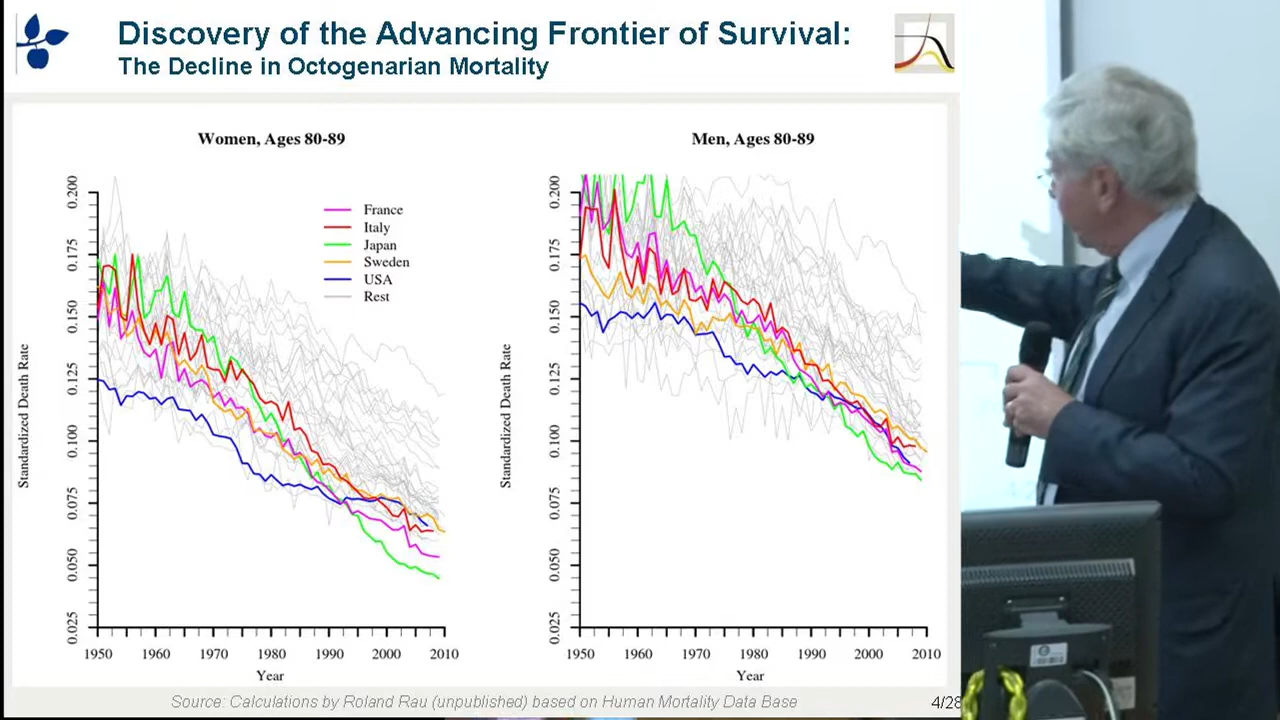 Discovery of the Advancing Frontier of Survival:
The Decline in Octogenarian Mortality
Women, Ages 80-89
Standardized Death Rate
0.200
0.175
0.150
0.125
0.100
0.075
0.050
0.025
France
Italy
Japan
Sweden
USA
Rest
1950 1960 1970 1980 1990 2000 2010
Year
Men, Ages 80-89
Standardized Death Rate
0.200
0.175
0.150
0.125
0.100
0.075
0.050
0.025
1950 1960 1970 1980 1990 2000 2010
Year
Source: Calculations by Roland Rau (unpublished) based on Human Mortality Data Base
4/28